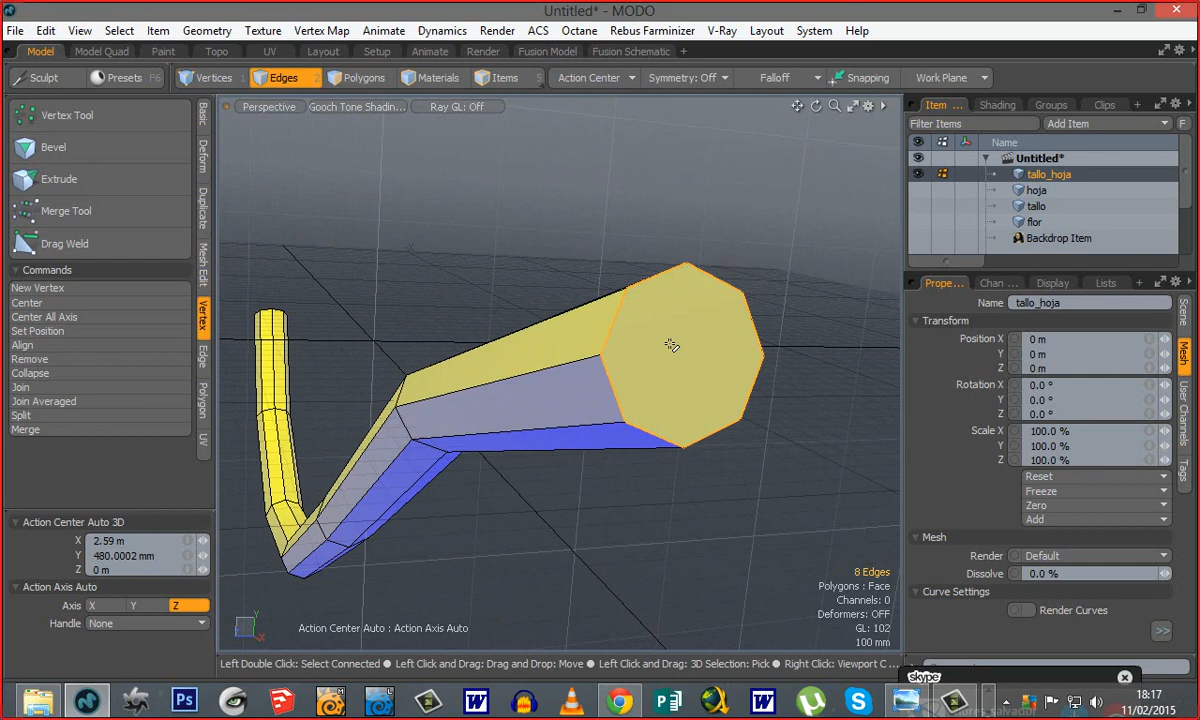 Untitled* - MODO
File Edit View Select Item Geometry Texture Vertex Map Animate Dynamics Render ACS Octane Rebus Farminizer V-Ray Layout System Help
Model Model Quad Paint Topo UV Layout Setup Animate Render Fusion Model Fusion Schematic +
Sculpt Presets F6 Vertices 1 Edges 2 Polygons Materials Items 5 Action Center Symmetry: Off Falloff Snapping Work Plane
Vertex Tool
Bevel
Extrude
Merge Tool
Drag Weld
Commands
New Vertex
Center
Center All Axis
Set Position
Align
Remove
Collapse
Join
Join Averaged
Split
Merge
Basic
Deform
Duplicate
Mesh Edit
Vertex
Edge
Polygon
UV
Action Center Auto 3D
X 2.59 m
Y 480.0002 mm
Z 0 m
Action Axis Auto
Axis X Y Z
Handle None
Perspective Gooch Tone Shadin... Ray GL: Off
8 Edges
Polygons : Face
Channels: 0
Deformers: OFF
GL: 102
100 mm
Y
X
Action Center Auto : Action Axis Auto
Left Double Click: Select Connected ● Left Click and Drag: Drag and Drop: Move ● Left Click and Drag: 3D Selection: Pick ● Right Click: Viewport C ...
Item ... Shading Groups Clips +
Filter Items Add Item F
Name
Untitled*
tallo_hoja
hoja
tallo
flor
Backdrop Item
Prope... Chan ... Display Lists +
Name tallo_hoja
Transform
Position X 0 m
Y 0 m
Z 0 m
Rotation X 0.0 °
Y 0.0 °
Z 0.0 °
Scale X 100.0 %
Y 100.0 %
Z 100.0 %
Reset
Freeze
Zero
Add
Mesh
Render Default
Dissolve 0.0 %
Curve Settings
Render Curves
>>
Scene
Mesh
User Channels
Tags
skype
Ps
W
W
18:17
11/02/2015